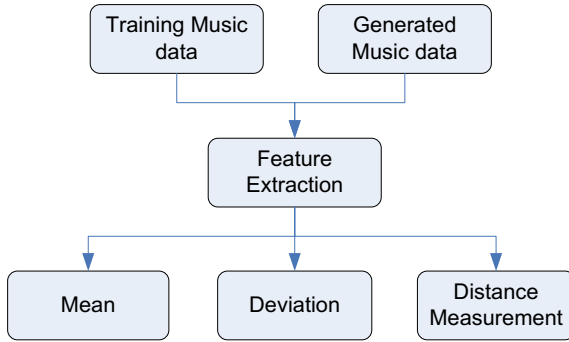 Training Music
data
Generated
Music data
Feature
Extraction
Mean
Deviation
Distance
Measurement